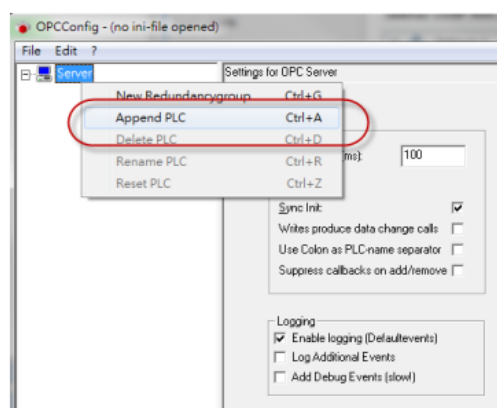 OPCConfig - (no ini-file opened)
File Edit ?
Server
Settings for OPC Server
New Redundancygroup Ctrl+G
Append PLC Ctrl+A
Delete PLC Ctrl+D
Rename PLC Ctrl+R
Reset PLC Ctrl+Z
ms): 100
Sync Init:
Writes produce data change calls
Use Colon as PLC-name separator
Suppress callbacks on add/remove
Logging
Enable logging (Defaultevents)
Log Additional Events
Add Debug Events (slow!)